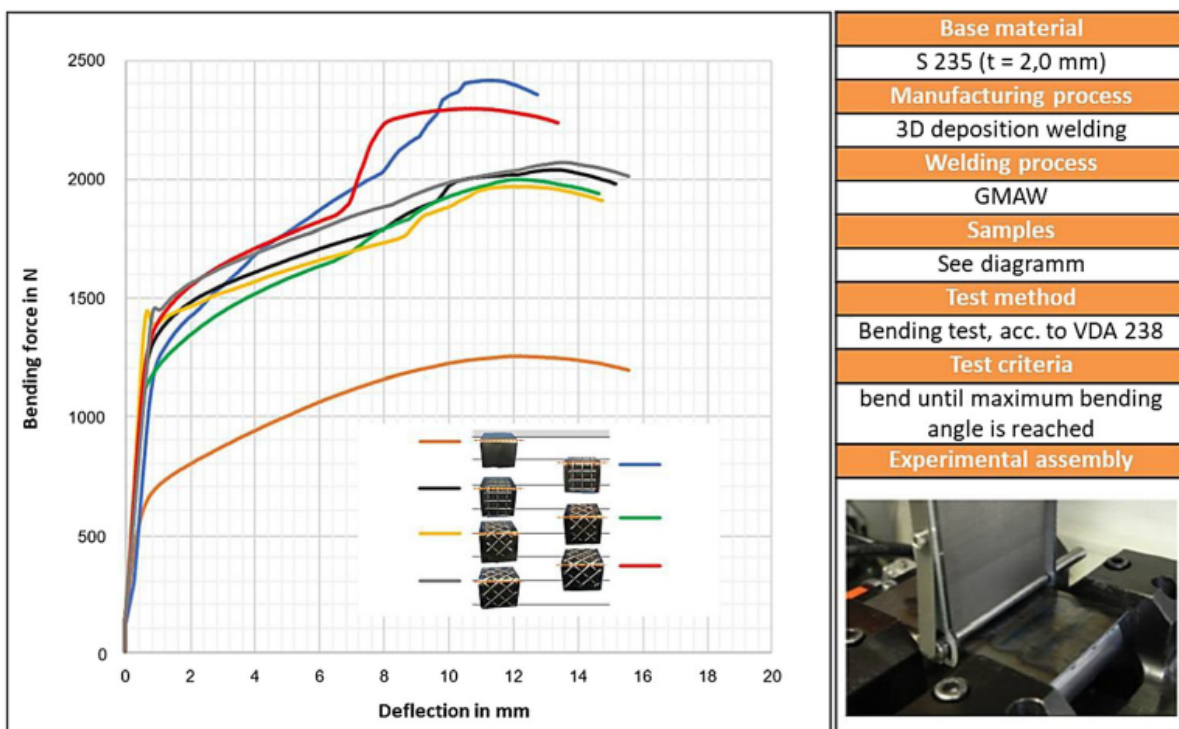 2500
2000
1500
1000
500
0
Bending force in N
0 2 4 6 8 10 12 14 16 18 20
Deflection in mm
Base material
S 235 (t = 2,0 mm)
Manufacturing process
3D deposition welding
Welding process
GMAW
Samples
See diagramm
Test method
Bending test, acc. to VDA 238
Test criteria
bend until maximum bending
angle is reached
Experimental assembly